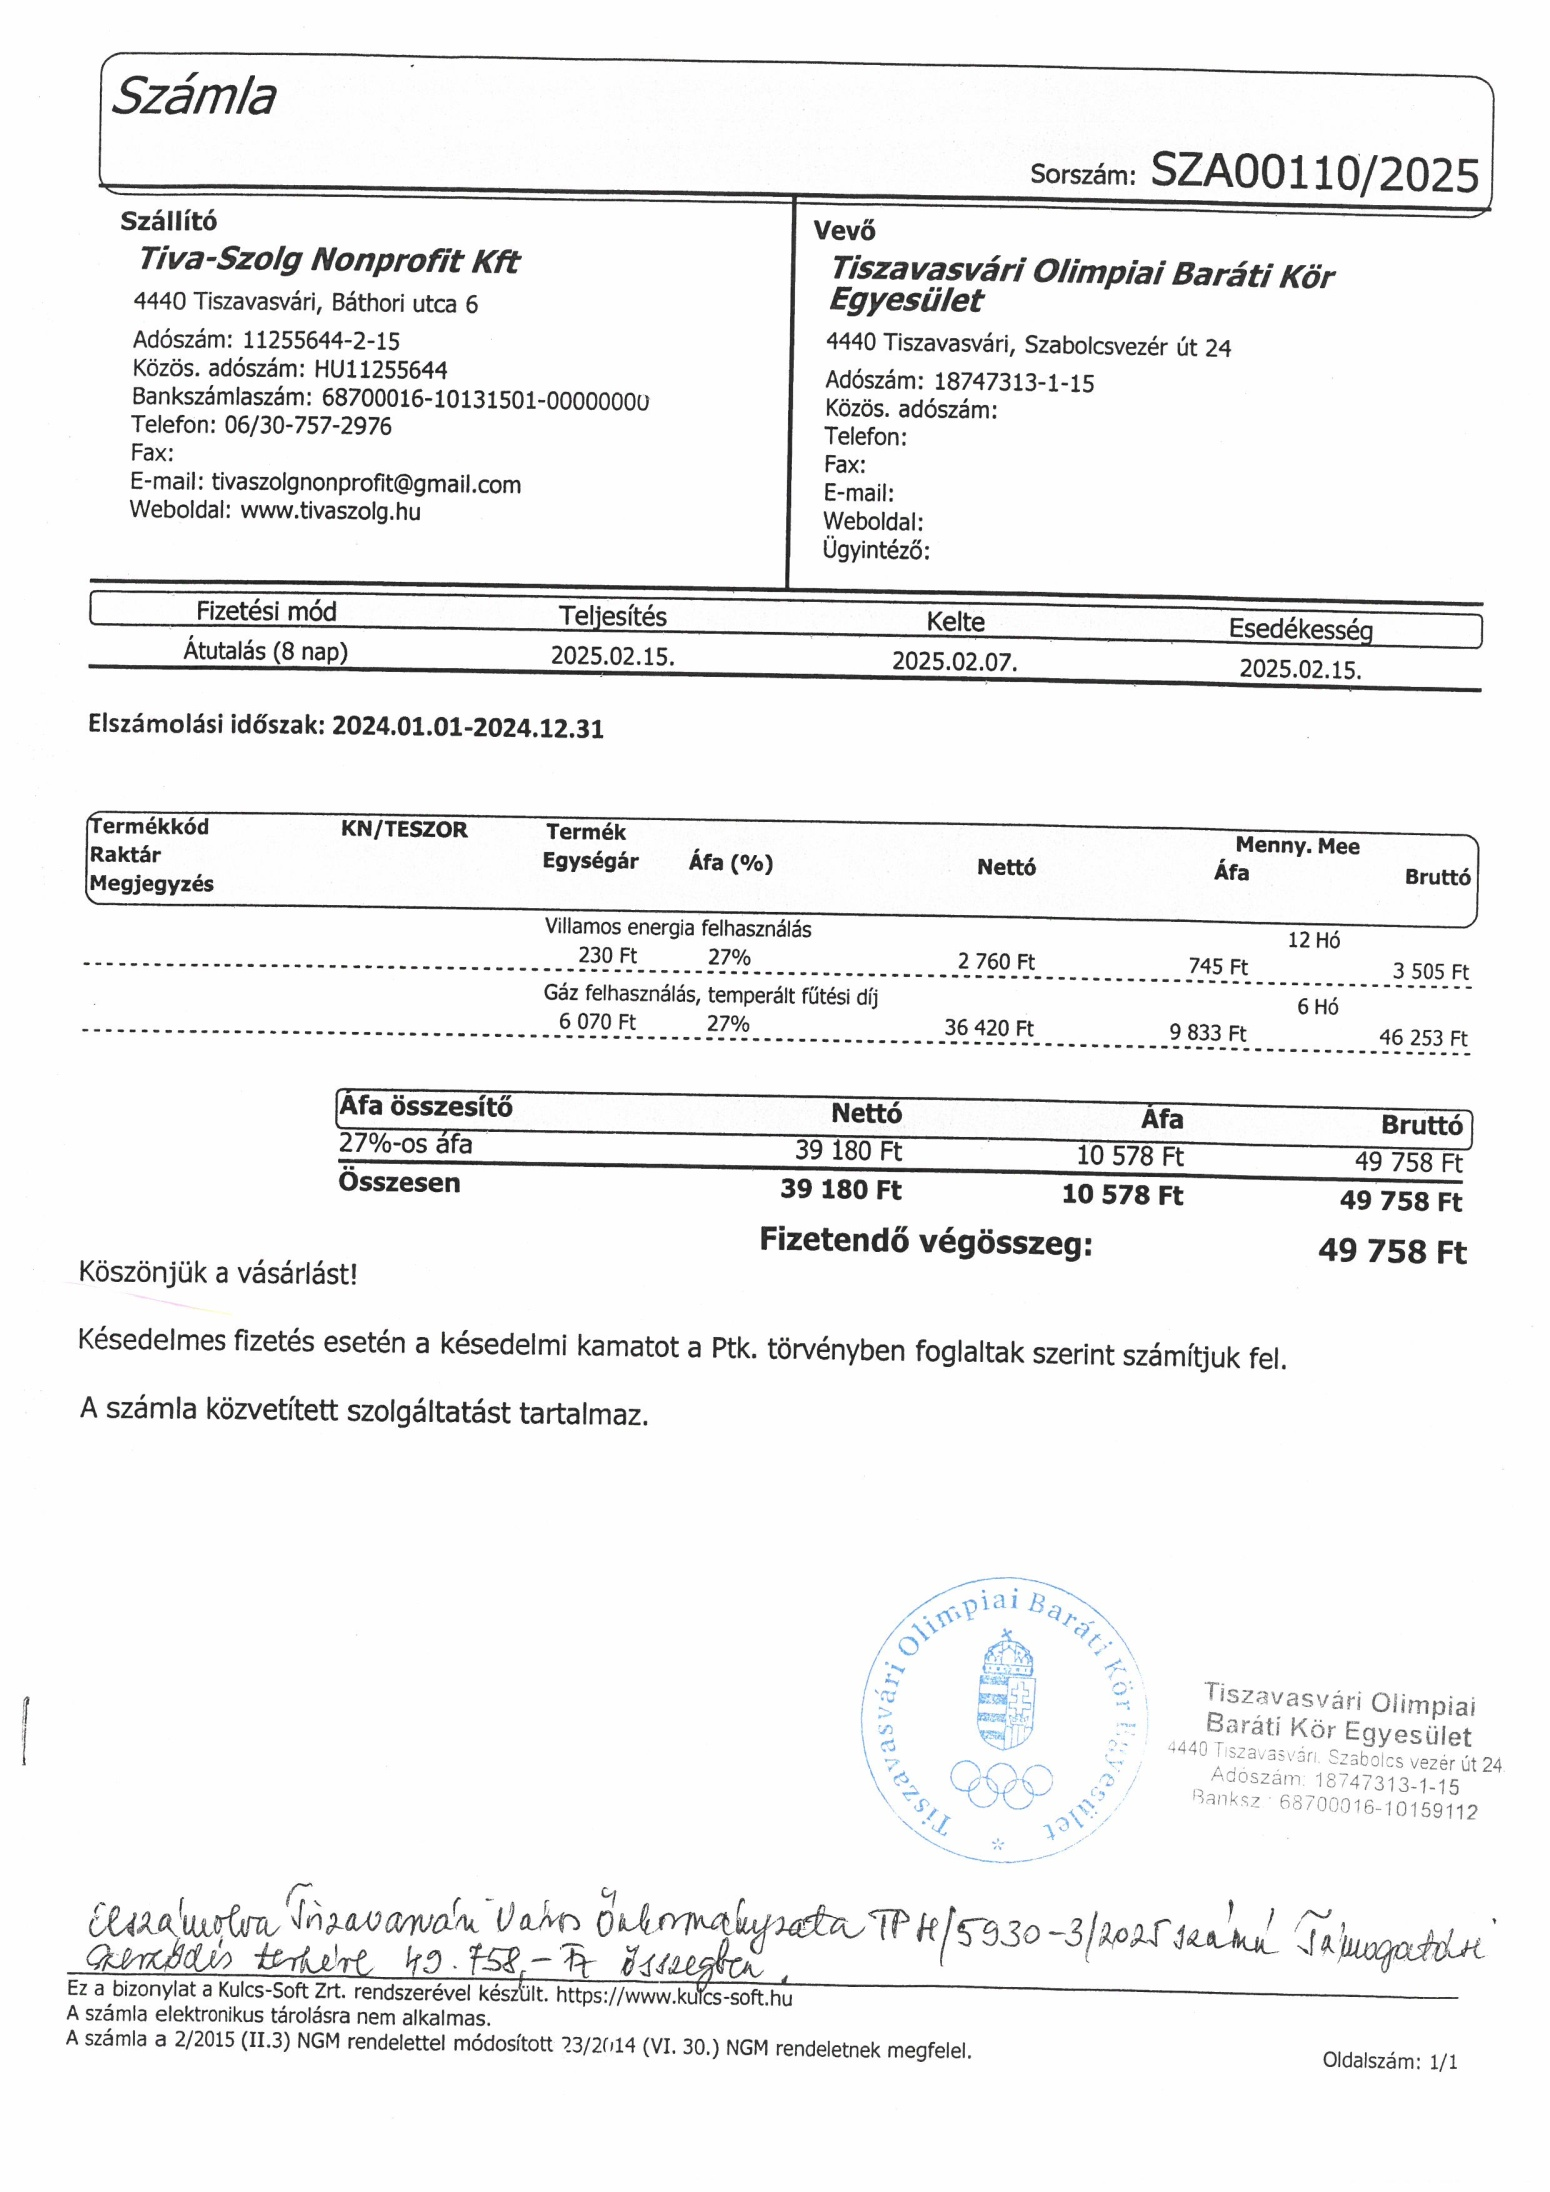 Számla
Sorszám: SZA00110/2025
Szállító
Tiva-Szolg Nonprofit Kft
4440 Tiszavasvári, Báthori utca 6
Adószám: 11255644-2-15
Közös. adószám: HU11255644
Bankszámlaszám: 68700016-10131501-00000000
Telefon: 06/30-757-2976
Fax:
E-mail: tivaszolgnonprofit@gmail.com
Weboldal: www.tivaszolg.hu
Vevő
Tiszavasvári Olimpiai Baráti Kör
Egyesület
4440 Tiszavasvári, Szabolcsvezér út 24
Adószám: 18747313-1-15
Közös. adószám:
Telefon:
Fax:
E-mail:
Weboldal:
Ügyintéző:
Fizetési mód Teljesítés Kelte Esedékesség
Átutalás (8 nap) 2025.02.15. 2025.02.07. 2025.02.15.
Elszámolási időszak: 2024.01.01-2024.12.31
Termékkód KN/TESZOR Termék Menny. Mee
Raktár Egységár Áfa (%) Nettó Áfa Bruttó
Megjegyzés
Villamos energia felhasználás 12 Hó
230 Ft 27% 2 760 Ft 745 Ft 3 505 Ft
Gáz felhasználás, temperált fűtési díj 6 Hó
6 070 Ft 27% 36 420 Ft 9 833 Ft 46 253 Ft
Áfa összesítő Nettó Áfa Bruttó
27%-os áfa 39 180 Ft 10 578 Ft 49 758 Ft
Összesen 39 180 Ft 10 578 Ft 49 758 Ft
Fizetendő végösszeg: 49 758 Ft
Köszönjük a vásárlást!
Késedelmes fizetés esetén a késedelmi kamatot a Ptk. törvényben foglaltak szerint számítjuk fel.
A számla közvetített szolgáltatást tartalmaz.
Tiszavasvári Olimpiai Baráti Kör Egyesület *
Tiszavasvári Olimpiai
Baráti Kör Egyesület
4440 Tiszavasvári, Szabolcs vezér út 24
Adószám: 18747313-1-15
Banksz.: 68700016-10159112
Elszámolva Tiszavasvári Város Önkormányzata TPH/5930-3/2025 számú Támogatási
szerződés terhére 49.758,- Ft összegben.
Ez a bizonylat a Kulcs-Soft Zrt. rendszerével készült. https://www.kulcs-soft.hu
A számla elektronikus tárolásra nem alkalmas.
A számla a 2/2015 (II.3) NGM rendelettel módosított 23/2014 (VI. 30.) NGM rendeletnek megfelel.
Oldalszám: 1/1